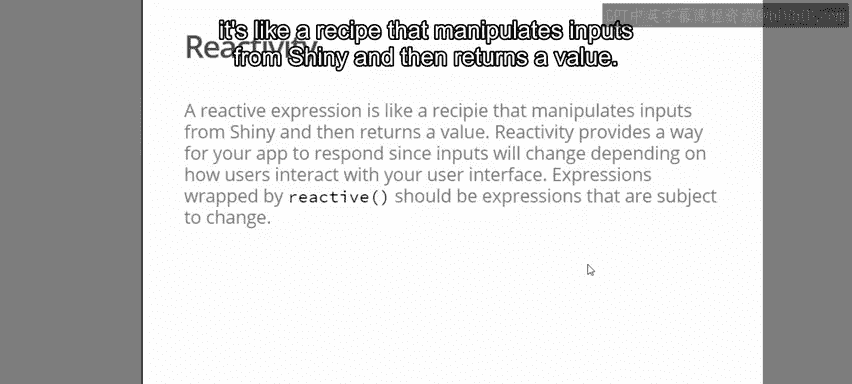 it's like a recipe that manipulates inputs
from Shiny and then returns a value.
Reactivity
A reactive expression is like a recipie that manipulates inputs
from Shiny and then returns a value. Reactivity provides a way
for your app to respond since inputs will change depending on
how users interact with your user interface. Expressions
wrapped by reactive() should be expressions that are subject
to change.